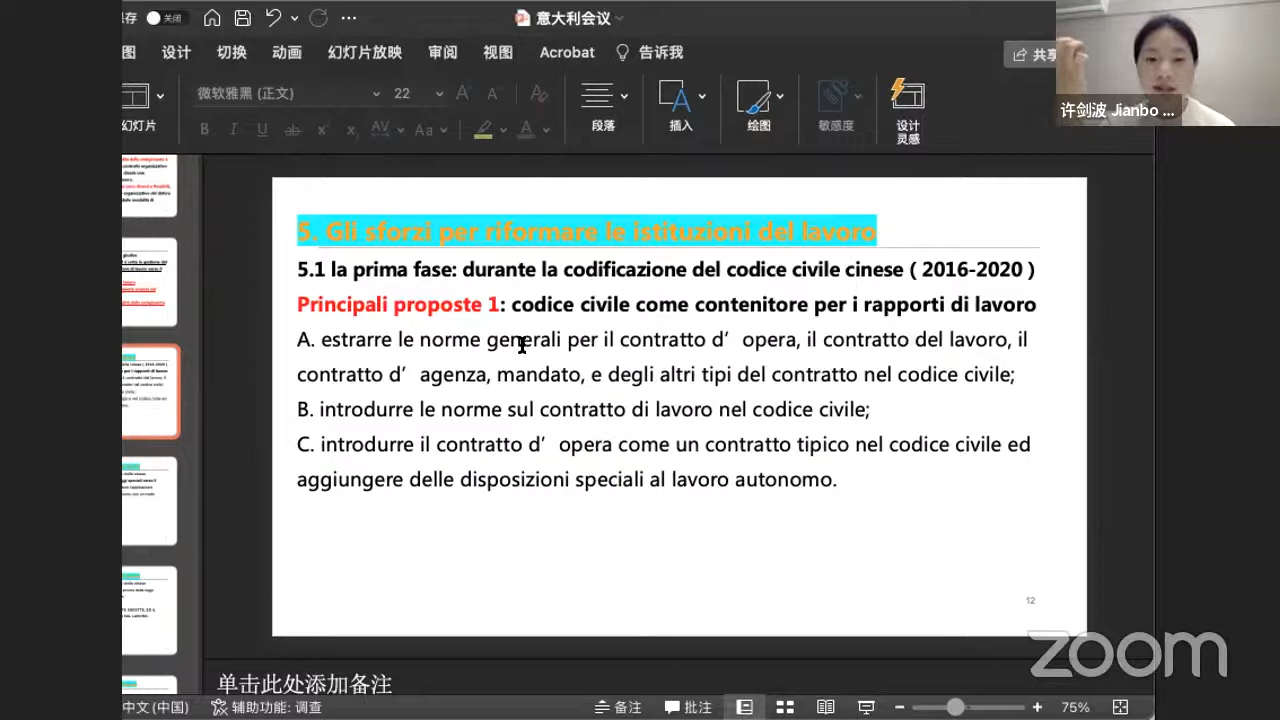 存 关闭 意大利会议
图 设计 切换 动画 幻灯片放映 审阅 视图 Acrobat 告诉我 共享
微软雅黑 (正文) 22
幻灯片 段落 插入 绘图 敏感度 设计
灵感
许剑波 Jianbo ...
5. Gli sforzi per riformare le istituzioni del lavoro
5.1 la prima fase: durante la codificazione del codice civile cinese ( 2016-2020 )
Principali proposte 1: codice civile come contenitore per i rapporti di lavoro
A. estrarre le norme generali per il contratto d’ opera, il contratto del lavoro, il
contratto d’ agenza, mandato, e degli altri tipi del contratto nel codice civile;
B. introdurre le norme sul contratto di lavoro nel codice civile;
C. introdurre il contratto d’ opera come un contratto tipico nel codice civile ed
aggiungere delle disposizioni speciali al lavoro autonomo.
12
zoom
单击此处添加备注
中文 (中国) 辅助功能: 调查 备注 批注 75%